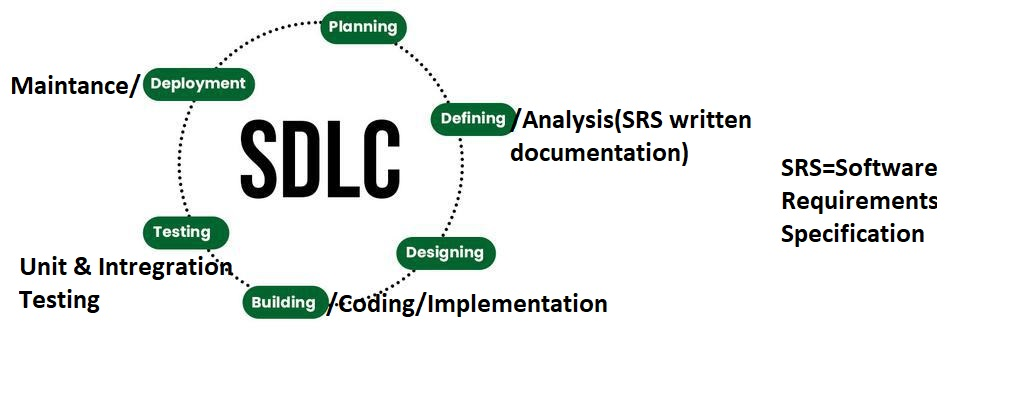 Planning
Maintance/ Deployment
Defining /Analysis(SRS written
documentation)
SDLC
SRS=Software
Requirements
Specification
Testing
Unit & Intregration
Testing
Designing
Building /Coding/Implementation